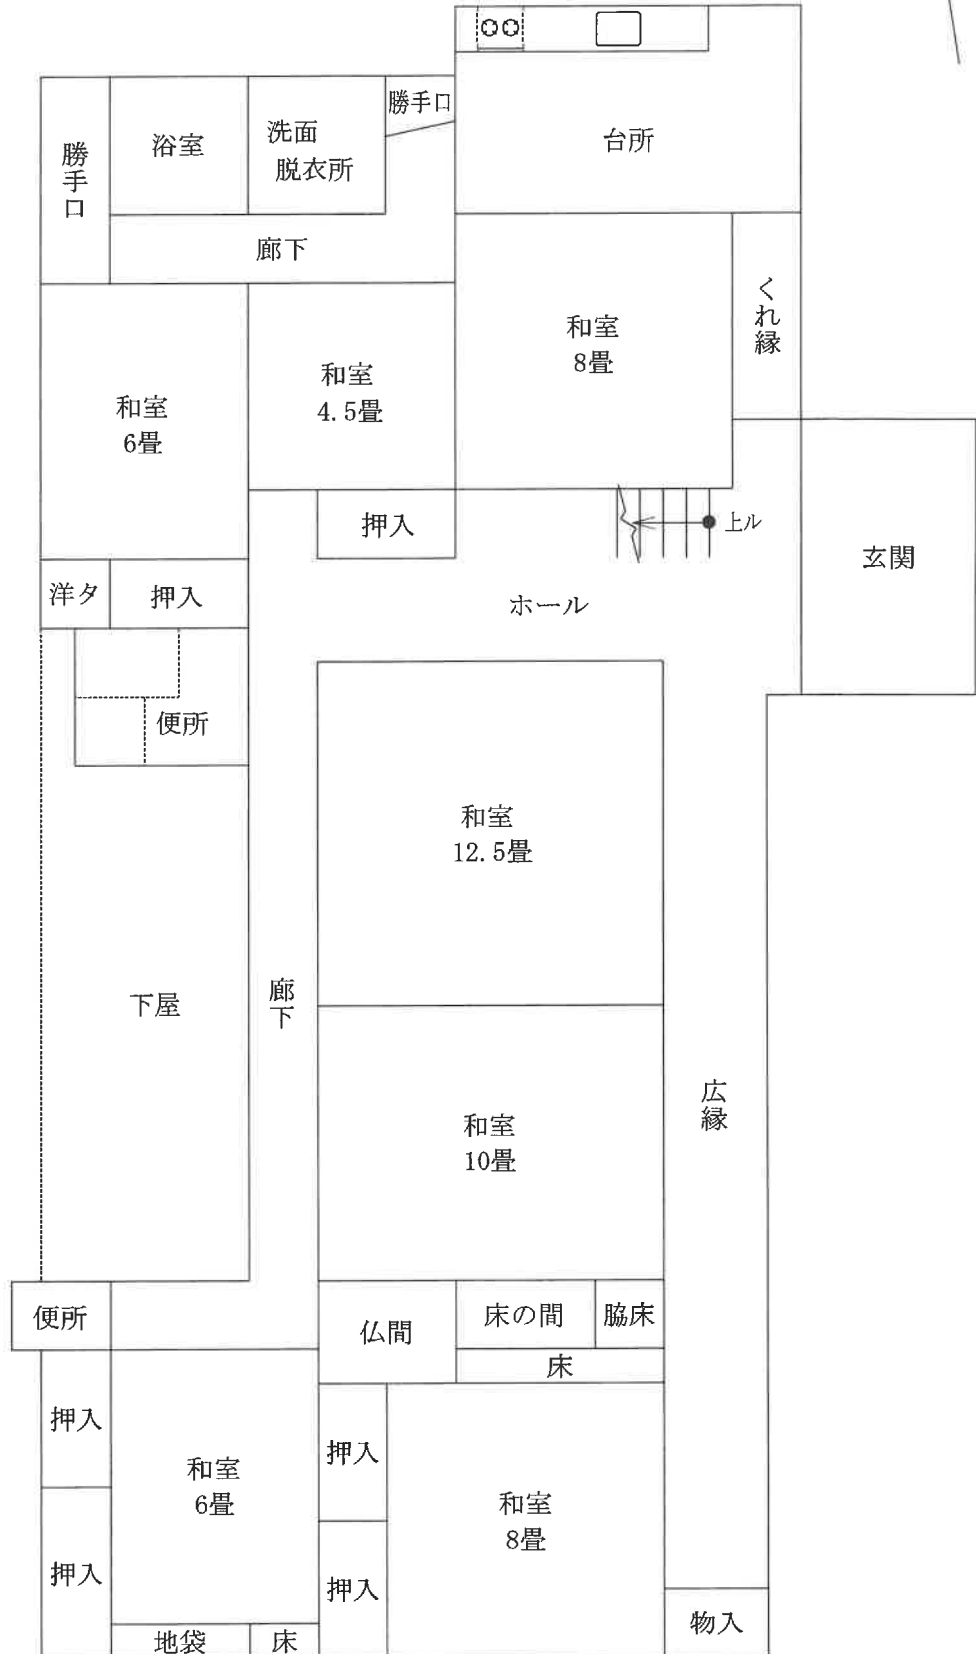 勝手口
浴室
洗面
脱衣所
勝手口
台所
廊下
和室
6畳
和室
4.5畳
和室
8畳
くれ縁
押入
上ル
玄関
洋タ
押入
ホール
便所
和室
12.5畳
下屋
廊下
和室
10畳
広縁
便所
仏間
床の間
脇床
床
押入
押入
和室
6畳
押入
押入
和室
8畳
地袋
床
物入